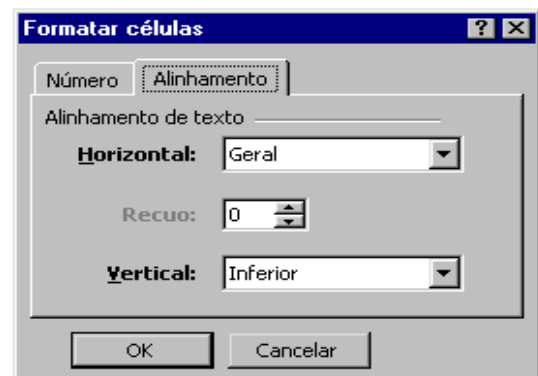 Formatar células
Número Alinhamento
Alinhamento de texto
Horizontal: Geral
Recuo: 0
Vertical: Inferior
OK Cancelar